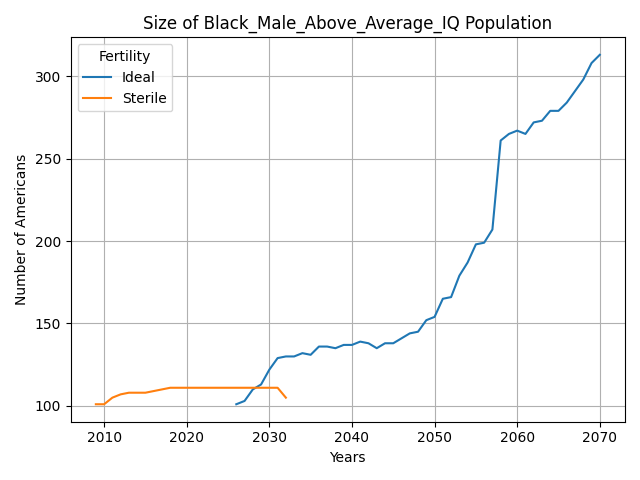 Size of Black_Male_Above_Average_IQ Population
Fertility
Ideal
Sterile
Number of Americans
300
250
200
150
100
2010 2020 2030 2040 2050 2060 2070
Years